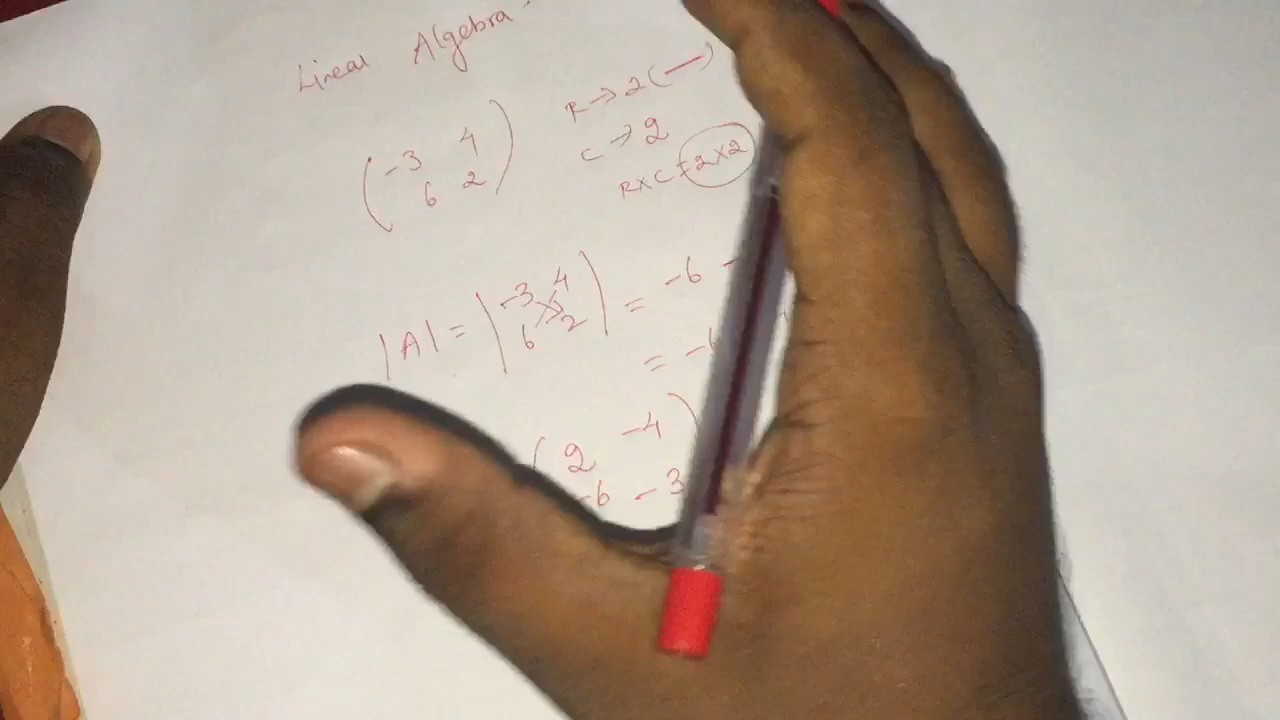 Linear Algebra
R → 2 (—)
C → 2
R×C = 2×2
( -3 4
6 2 )
|A| = | -3 4
6 2 | = -6 -
= -
( 2 -4 )
-6 -3